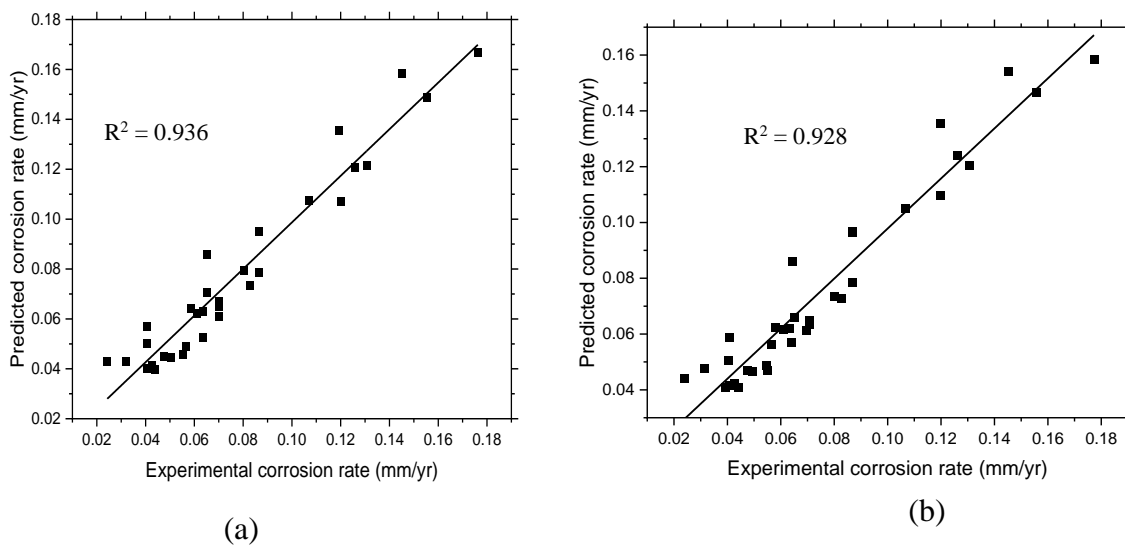 0.18
0.16
0.14
0.12
0.10
0.08
0.06
0.04
0.02
Predicted corrosion rate (mm/yr)
R² = 0.936
0.02 0.04 0.06 0.08 0.10 0.12 0.14 0.16 0.18
Experimental corrosion rate (mm/yr)
(a)
0.16
0.14
0.12
0.10
0.08
0.06
0.04
Predicted corrosion rate (mm/yr)
R² = 0.928
0.02 0.04 0.06 0.08 0.10 0.12 0.14 0.16 0.18
Experimental corrosion rate (mm/yr)
(b)